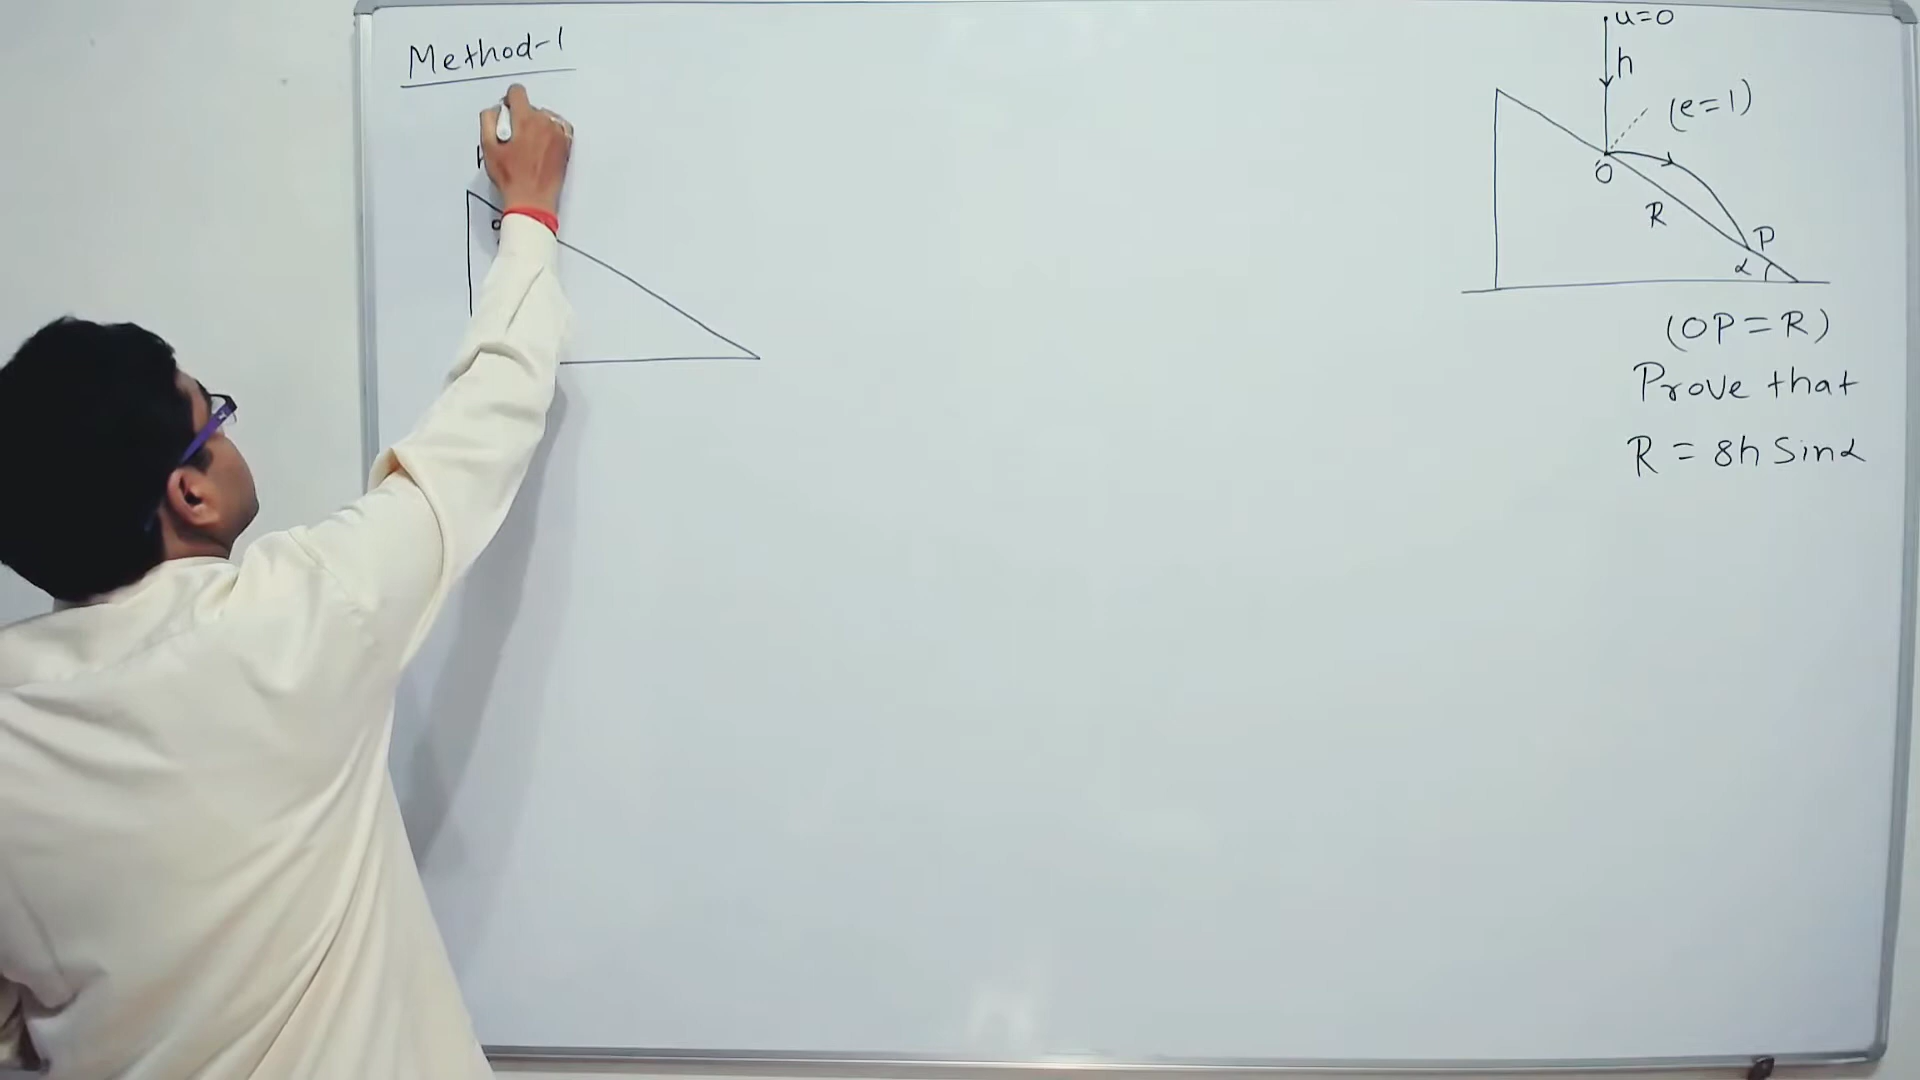 Method-1
u=0
h
(e=1)
O
R
P
α
(OP=R)
Prove that
R = 8h Sinα